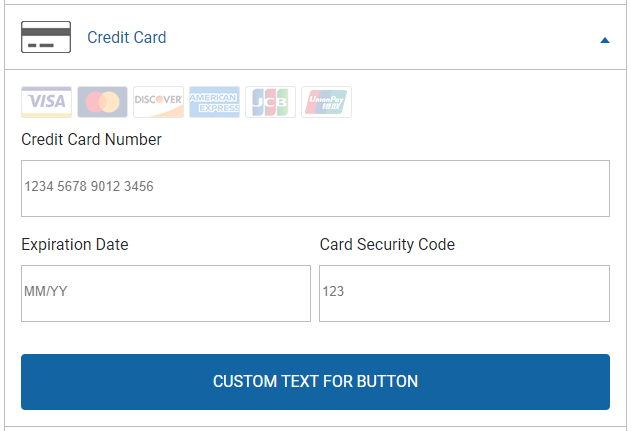 Credit Card
VISA DISCOVER AMERICAN EXPRESS JCB UnionPay 银联
Credit Card Number
1234 5678 9012 3456
Expiration Date Card Security Code
MM/YY 123
CUSTOM TEXT FOR BUTTON